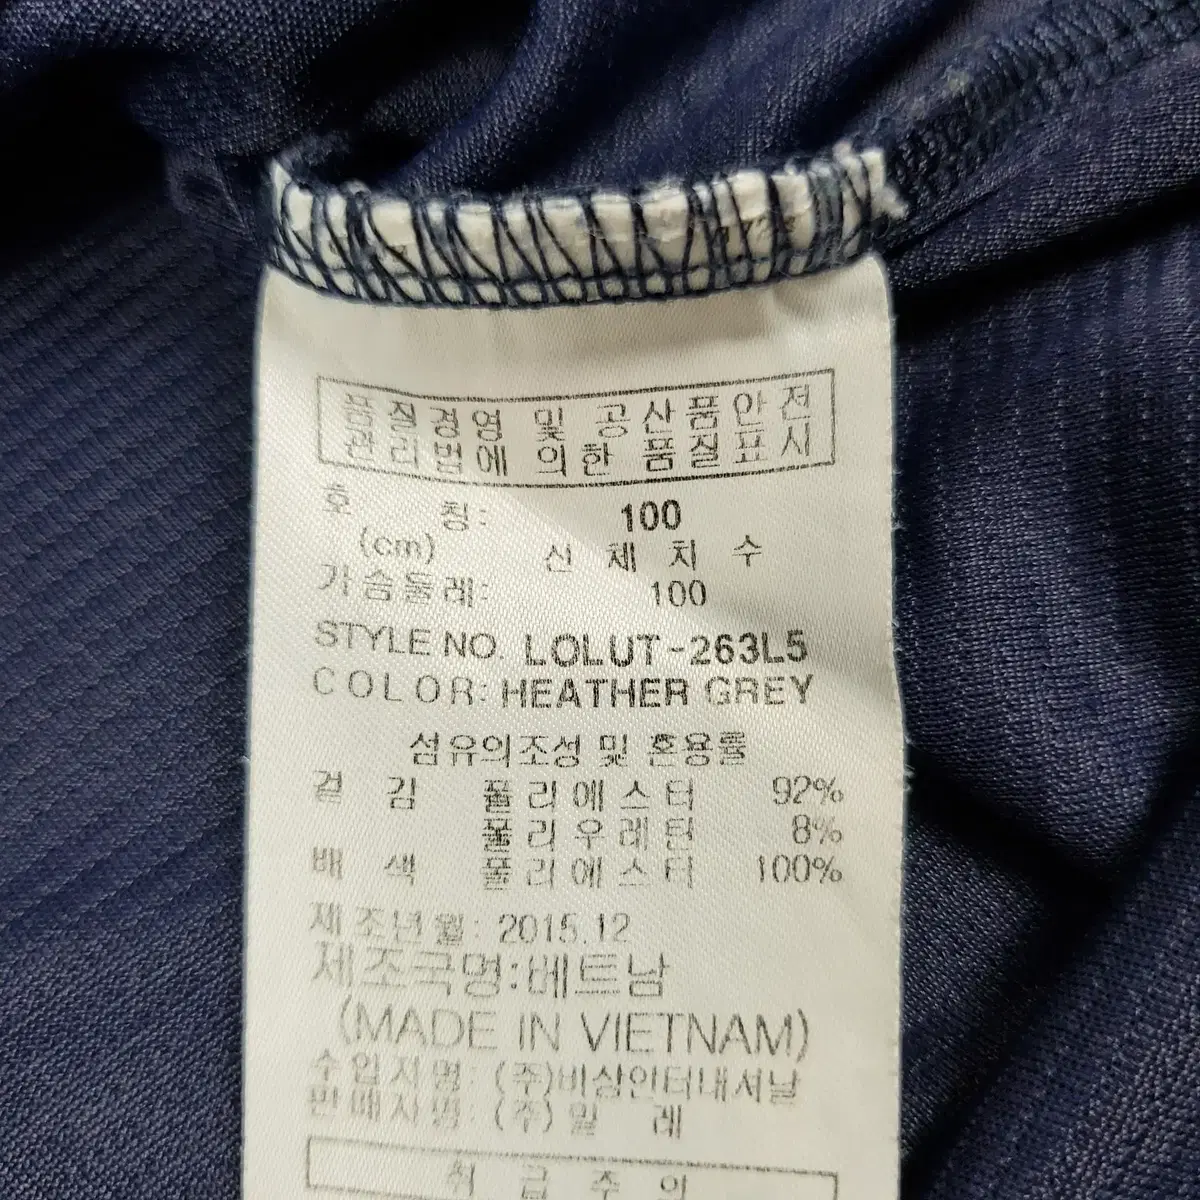 품질경영 및 공산품안전
관리법에 의한 품질표시
호 칭: 100
(cm) 신 체 치 수
가슴둘레: 100
STYLE NO. LOLUT-263L5
COLOR: HEATHER GREY
섬유의조성 및 혼용률
겉 감 폴리에스터 92%
폴리우레탄 8%
배 색 폴리에스터 100%
제조년월: 2015.12
제조국명:베트남
(MADE IN VIETNAM)
수입자명: (주)비상인터내셔날
판매자명: (주)밀 레
취 급 주 의